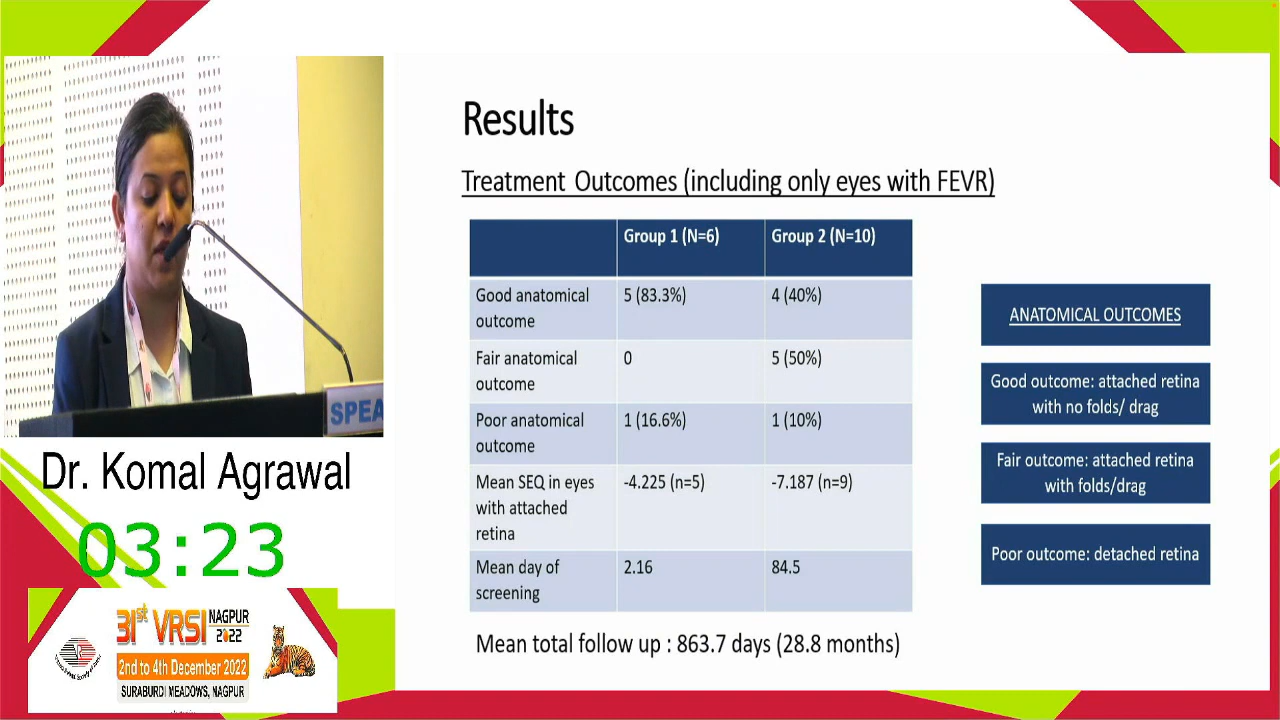 Results
Treatment Outcomes (including only eyes with FEVR)
Group 1 (N=6) Group 2 (N=10)
Good anatomical outcome 5 (83.3%) 4 (40%)
Fair anatomical outcome 0 5 (50%)
Poor anatomical outcome 1 (16.6%) 1 (10%)
Mean SEQ in eyes with attached retina -4.225 (n=5) -7.187 (n=9)
Mean day of screening 2.16 84.5
Mean total follow up : 863.7 days (28.8 months)
ANATOMICAL OUTCOMES
Good outcome: attached retina
with no folds/ drag
Fair outcome: attached retina
with folds/drag
Poor outcome: detached retina
SPEA
Dr. Komal Agrawal
03:23
31st VRSI NAGPUR
2022
2nd to 4th December 2022
SURABURDI MEADOWS, NAGPUR